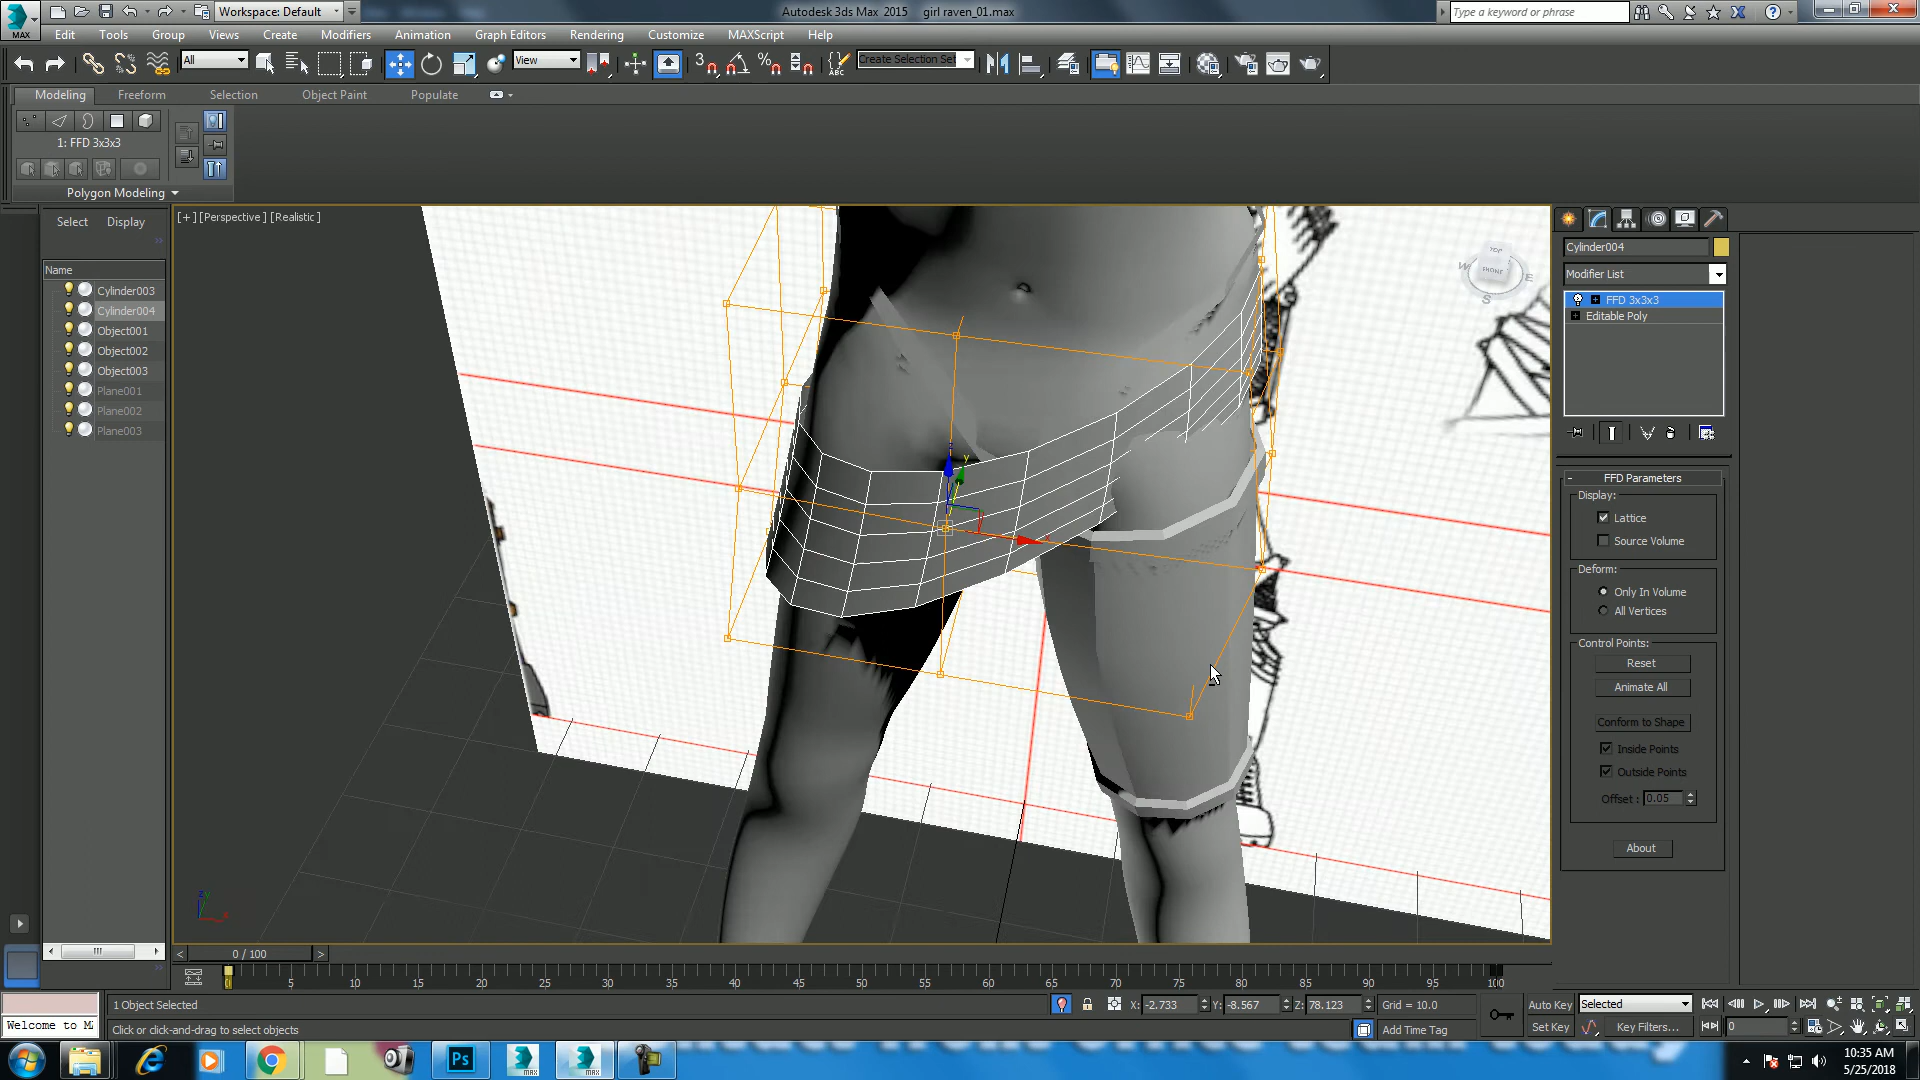 Workspace: Default
Autodesk 3ds Max 2015 girl raven_01.max
Type a keyword or phrase
MAX
Edit Tools Group Views Create Modifiers Animation Graph Editors Rendering Customize MAXScript Help
All
View
Create Selection Set
Modeling Freeform Selection Object Paint Populate
1: FFD 3x3x3
Polygon Modeling
Select Display
Name
Cylinder003
Cylinder004
Object001
Object002
Object003
Plane001
Plane002
Plane003
[+] [Perspective ] [Realistic ]
TOP
W
E
S
Cylinder004
Modifier List
FFD 3x3x3
Editable Poly
FFD Parameters
Display:
Lattice
Source Volume
Deform:
Only In Volume
All Vertices
Control Points:
Reset
Animate All
Conform to Shape
Inside Points
Outside Points
Offset : 0.05
About
0 / 100
5 10 15 20 25 30 35 40 45 50 55 60 65 70 75 80 85 90 95 100
1 Object Selected
X: -2.733 Y: -8.567 Z: 78.123 Grid = 10.0
Auto Key Selected
Welcome to M
Click or click-and-drag to select objects
Add Time Tag
Set Key Key Filters... 0
Ps
10:35 AM
5/25/2018